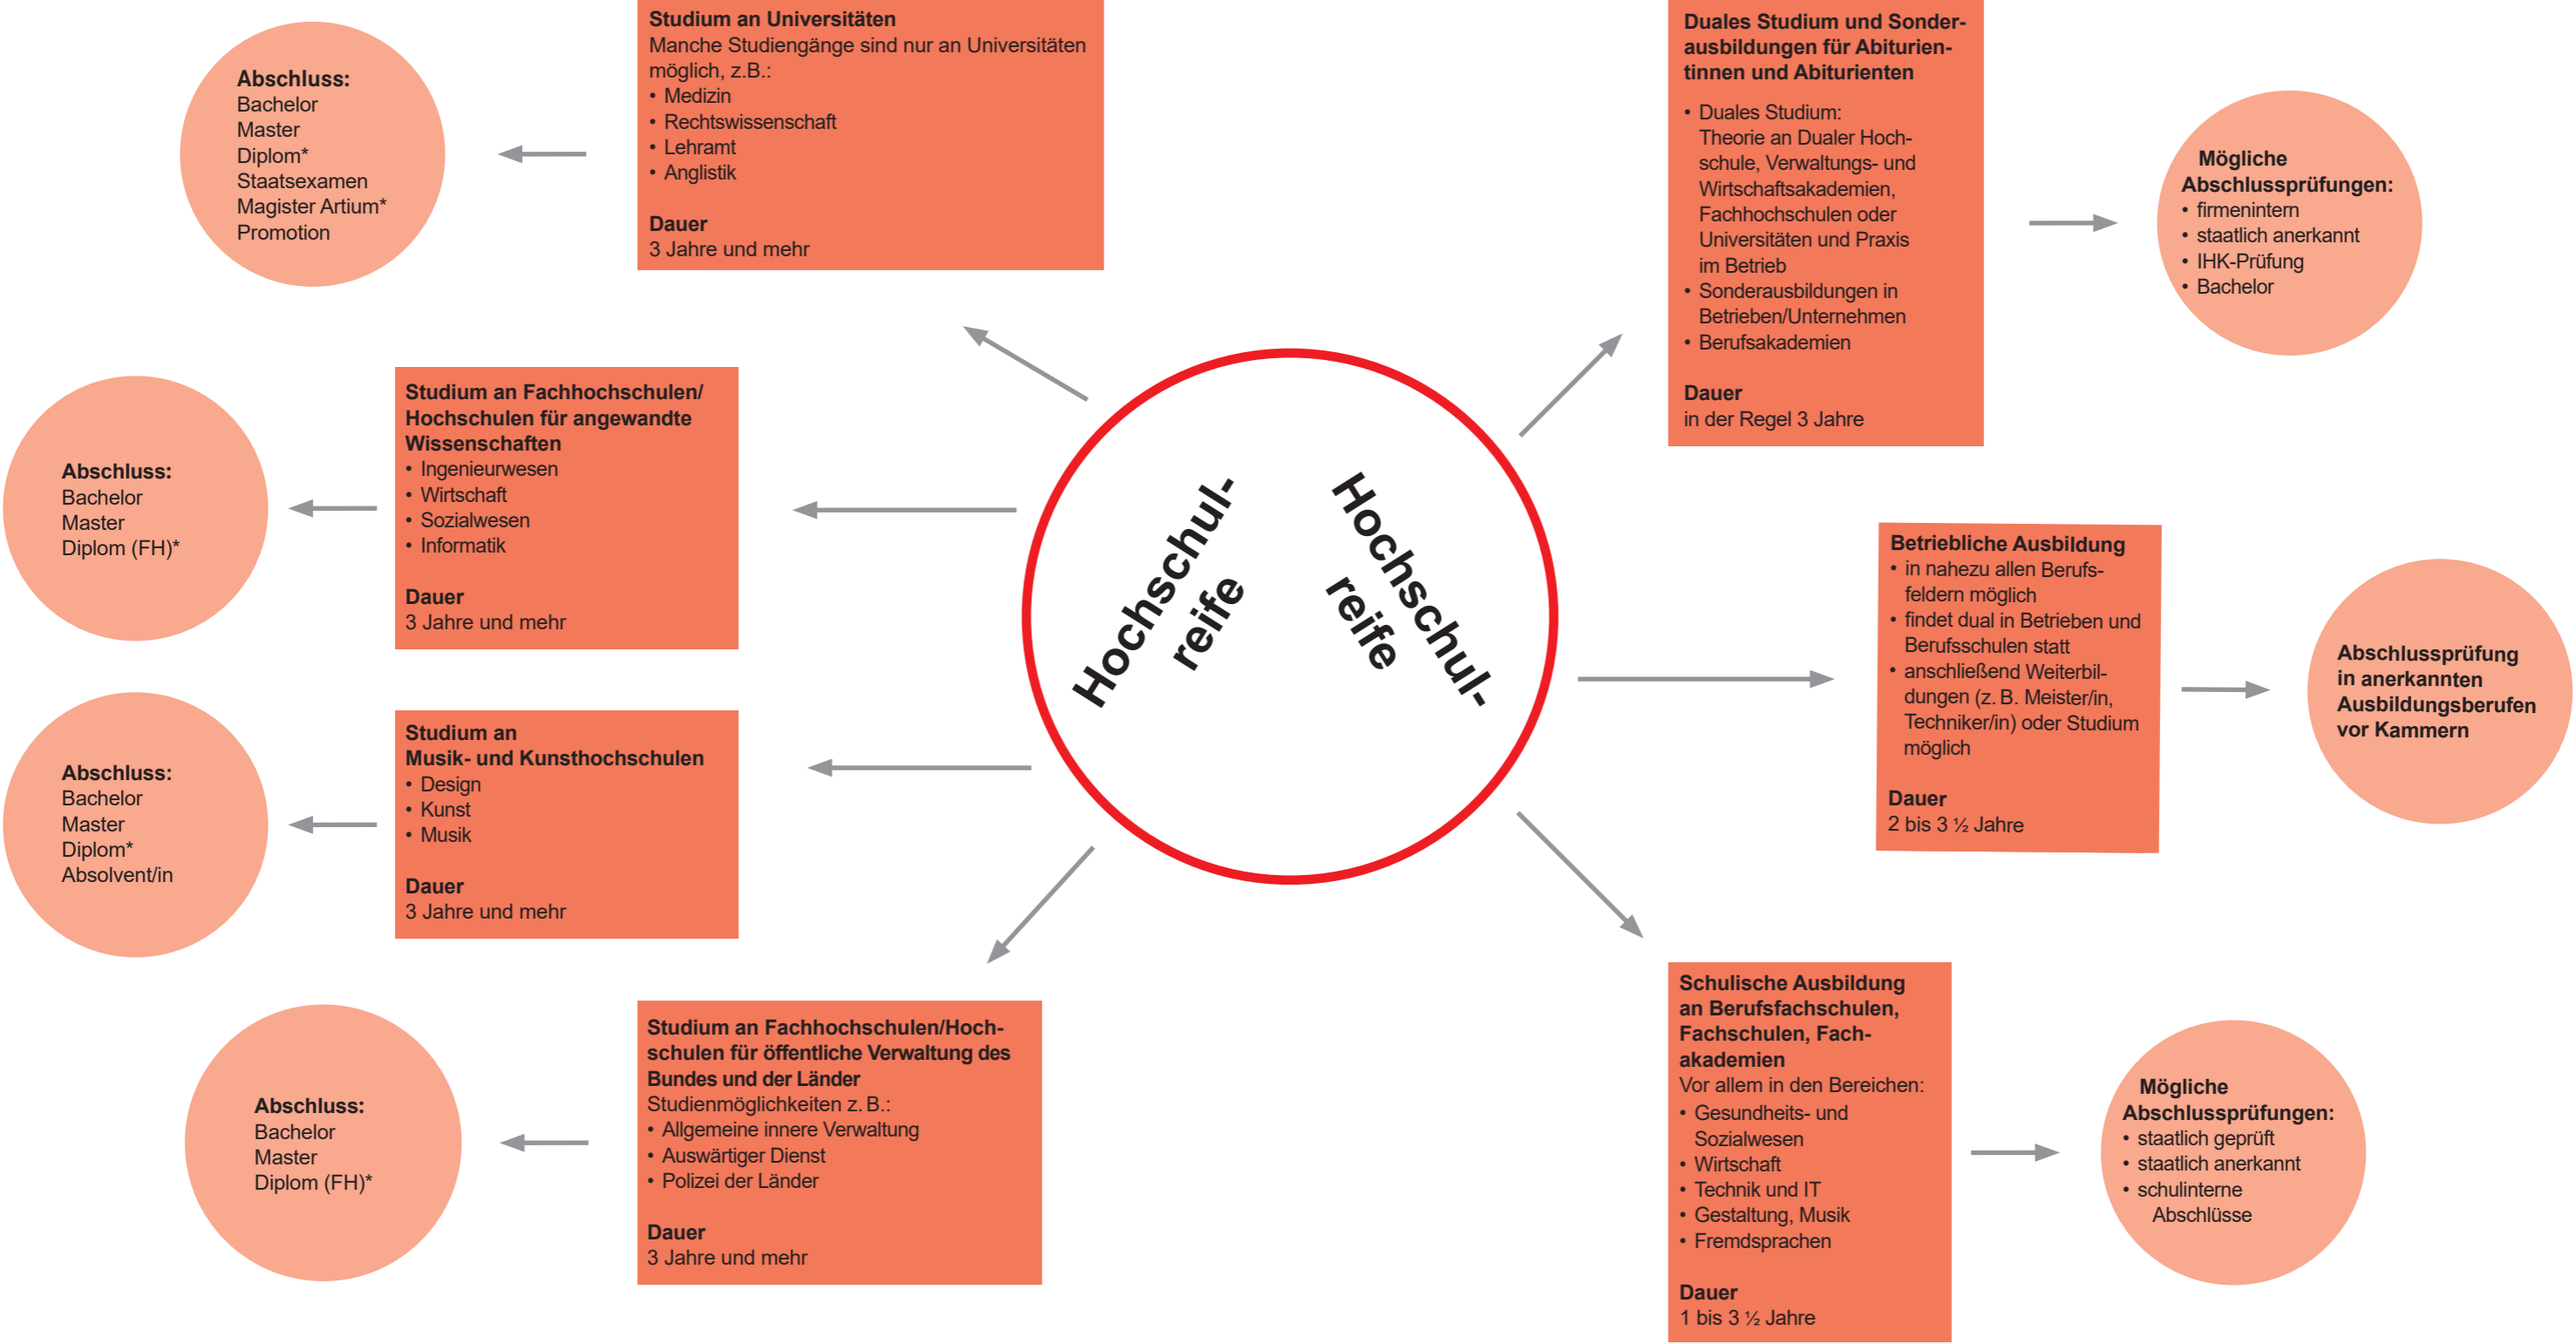 Studium an Universitäten
Manche Studiengänge sind nur an Universitäten
möglich, z.B.:
• Medizin
• Rechtswissenschaft
• Lehramt
• Anglistik
Dauer
3 Jahre und mehr
Abschluss:
Bachelor
Master
Diplom*
Staatsexamen
Magister Artium*
Promotion
Studium an Fachhochschulen/
Hochschulen für angewandte
Wissenschaften
• Ingenieurwesen
• Wirtschaft
• Sozialwesen
• Informatik
Dauer
3 Jahre und mehr
Abschluss:
Bachelor
Master
Diplom (FH)*
Studium an
Musik- und Kunsthochschulen
• Design
• Kunst
• Musik
Dauer
3 Jahre und mehr
Abschluss:
Bachelor
Master
Diplom*
Absolvent/in
Studium an Fachhochschulen/Hoch-
schulen für öffentliche Verwaltung des
Bundes und der Länder
Studienmöglichkeiten z. B.:
• Allgemeine innere Verwaltung
• Auswärtiger Dienst
• Polizei der Länder
Dauer
3 Jahre und mehr
Abschluss:
Bachelor
Master
Diplom (FH)*
Hochschul-
reife
Hochschul-
reife
Duales Studium und Sonder-
ausbildungen für Abiturien-
tinnen und Abiturienten
• Duales Studium:
Theorie an Dualer Hoch-
schule, Verwaltungs- und
Wirtschaftsakademien,
Fachhochschulen oder
Universitäten und Praxis
im Betrieb
• Sonderausbildungen in
Betrieben/Unternehmen
• Berufsakademien
Dauer
in der Regel 3 Jahre
Mögliche
Abschlussprüfungen:
• firmenintern
• staatlich anerkannt
• IHK-Prüfung
• Bachelor
Betriebliche Ausbildung
• in nahezu allen Berufs-
feldern möglich
• findet dual in Betrieben und
Berufsschulen statt
• anschließend Weiterbil-
dungen (z. B. Meister/in,
Techniker/in) oder Studium
möglich
Dauer
2 bis 3 ½ Jahre
Abschlussprüfung
in anerkannten
Ausbildungsberufen
vor Kammern
Schulische Ausbildung
an Berufsfachschulen,
Fachschulen, Fach-
akademien
Vor allem in den Bereichen:
• Gesundheits- und
Sozialwesen
• Wirtschaft
• Technik und IT
• Gestaltung, Musik
• Fremdsprachen
Dauer
1 bis 3 ½ Jahre
Mögliche
Abschlussprüfungen:
• staatlich geprüft
• staatlich anerkannt
• schulinterne
Abschlüsse